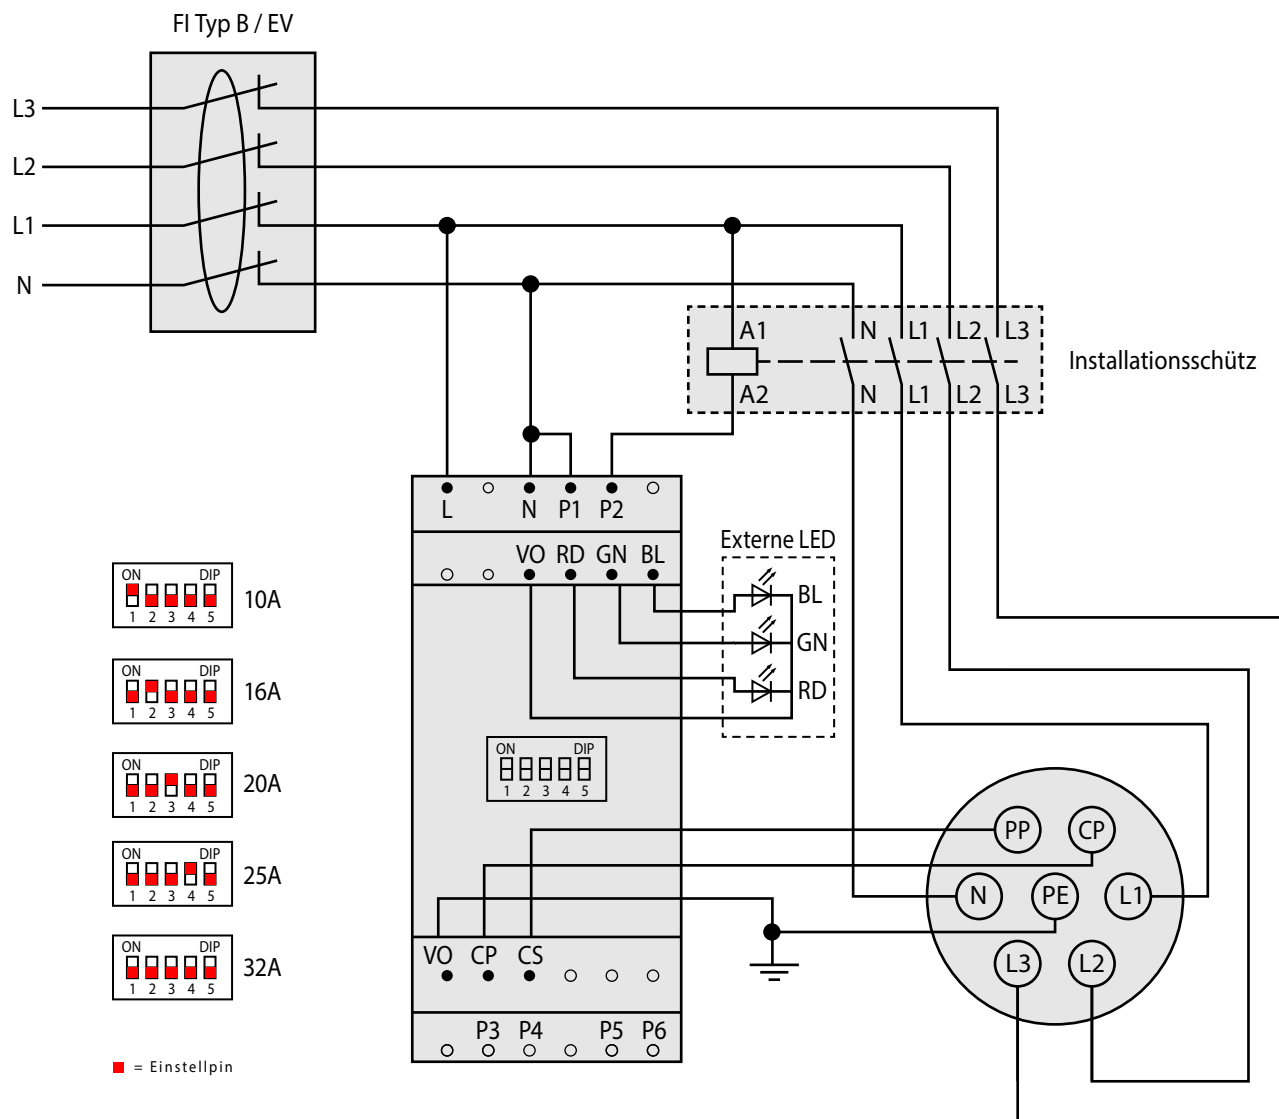 FI Typ B / EV
L3
L2
L1
N
A1 N L1 L2 L3
Installationsschütz
A2 N L1 L2 L3
L N P1 P2
VO RD GN BL
Externe LED
BL
GN
RD
ON DIP
1 2 3 4 5
10A
ON DIP
1 2 3 4 5
16A
ON DIP
1 2 3 4 5
20A
ON DIP
1 2 3 4 5
25A
ON DIP
1 2 3 4 5
32A
= Einstellpin
ON DIP
1 2 3 4 5
PP CP
N PE L1
L3 L2
VO CP CS
P3 P4 P5 P6